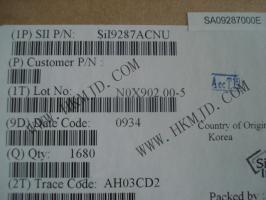 SA09287000E
(1P) SII P/N: SiI9287ACNU
(P) Customer P/N :
(1T) Lot No: N0X902.00-5
(9D) Date Code: 0934
Country of Origi
Korea
(Q) Qty: 1680
(2T) Trace Code: AH03CD2
Packed by :
WWW.HKMJD.COM
WWW.HKMJD.COM